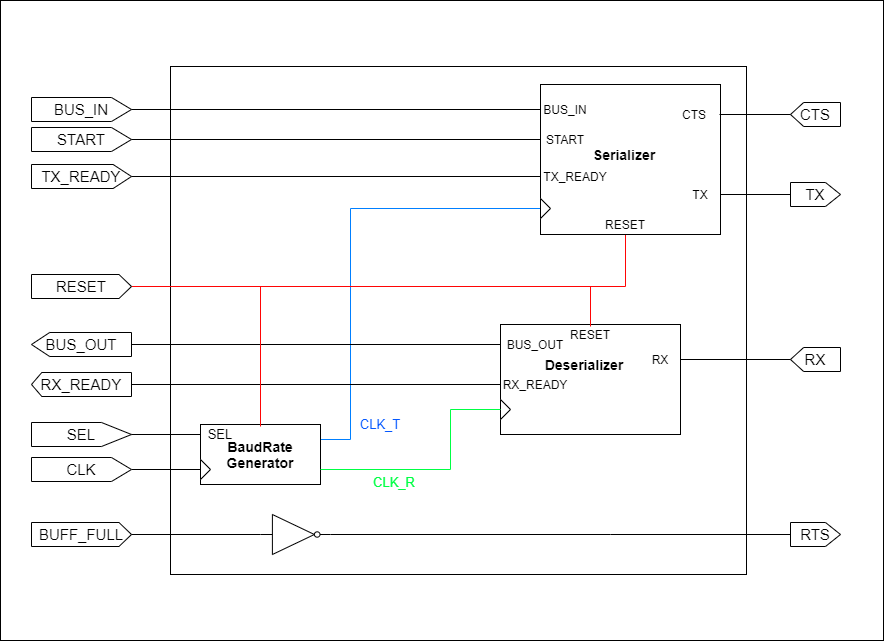 BUS_IN
BUS_IN
CTS
CTS
START
START
Serializer
TX_READY
TX_READY
TX
TX
RESET
RESET
RESET
BUS_OUT
BUS_OUT
Deserializer
RX
RX
RX_READY
RX_READY
CLK_T
SEL
SEL
BaudRate
Generator
CLK
CLK_R
BUFF_FULL
RTS